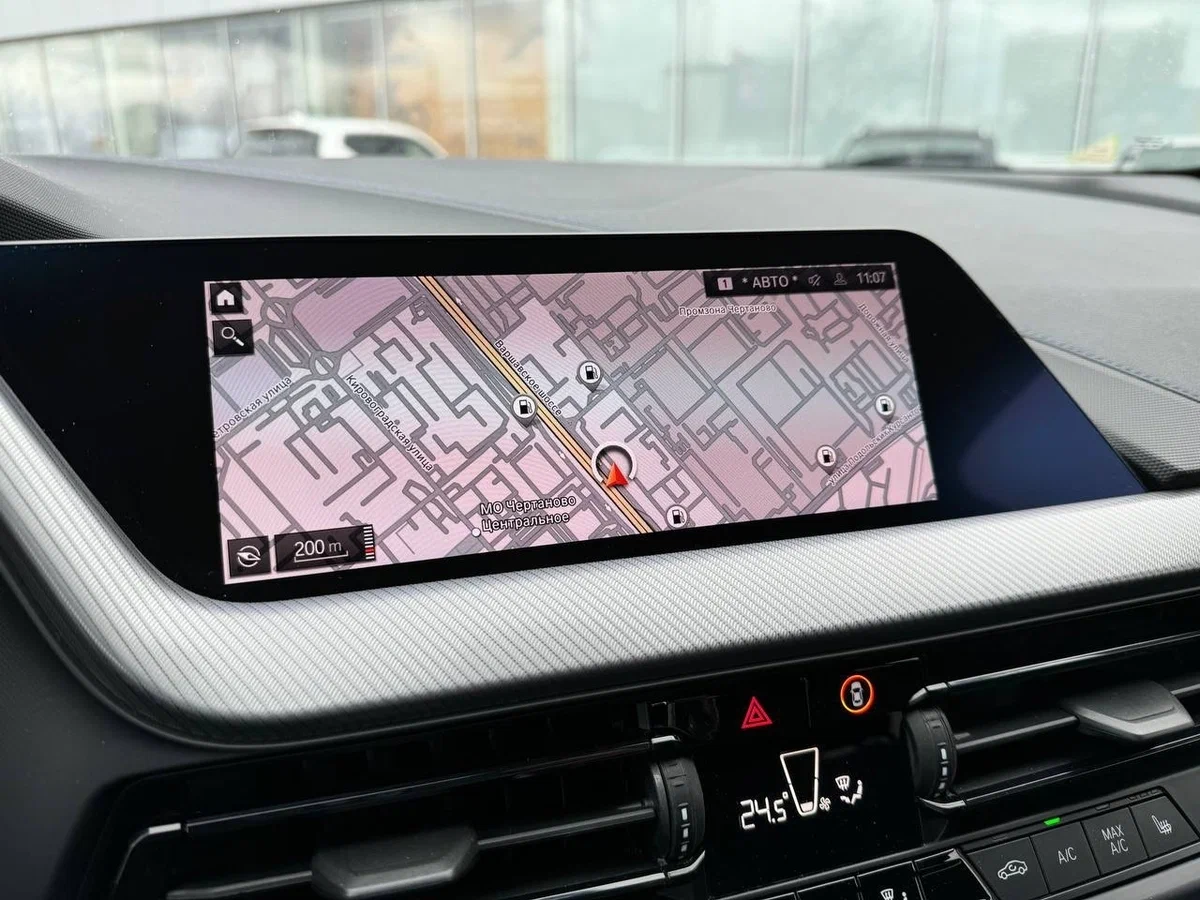 1 * АВТО * 11:07
Промзона Чертаново
Варшавское шоссе
Кировоградская улица
МО Чертаново
Центральное
200 m
24.5°
A/C
MAX
A/C